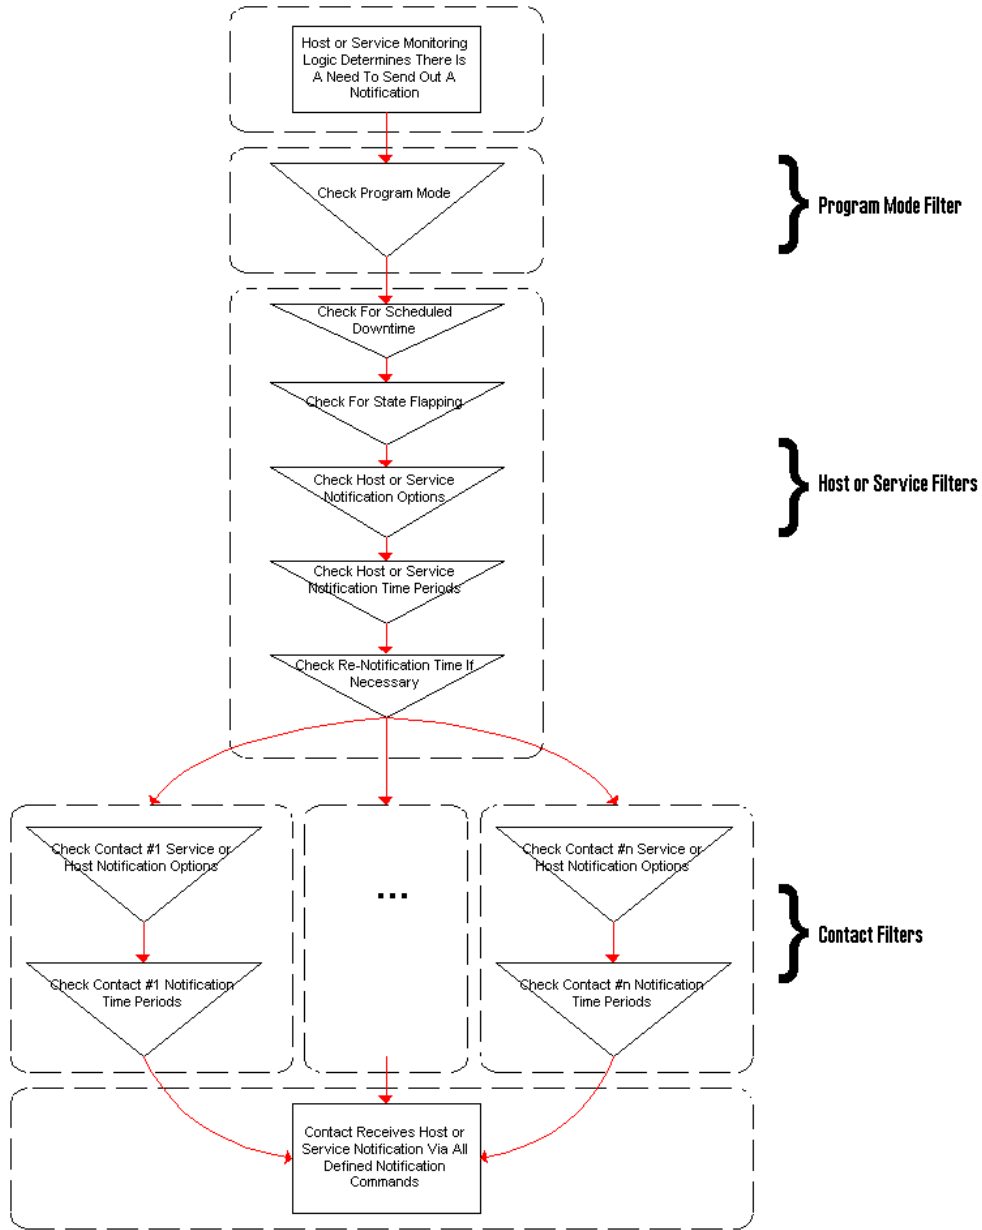 Host or Service Monitoring
Logic Determines There Is
A Need To Send Out A
Notification
Check Program Mode
Program Mode Filter
Check For Scheduled
Downtime
Check For State Flapping
Check Host or Service
Notification Options
Host or Service Filters
Check Host or Service
Notification Time Periods
Check Re-Notification Time If
Necessary
Check Contact #1 Service or
Host Notification Options
...
Check Contact #n Service or
Host Notification Options
Contact Filters
Check Contact #1 Notification
Time Periods
Check Contact #n Notification
Time Periods
Contact Receives Host or
Service Notification Via All
Defined Notification
Commands